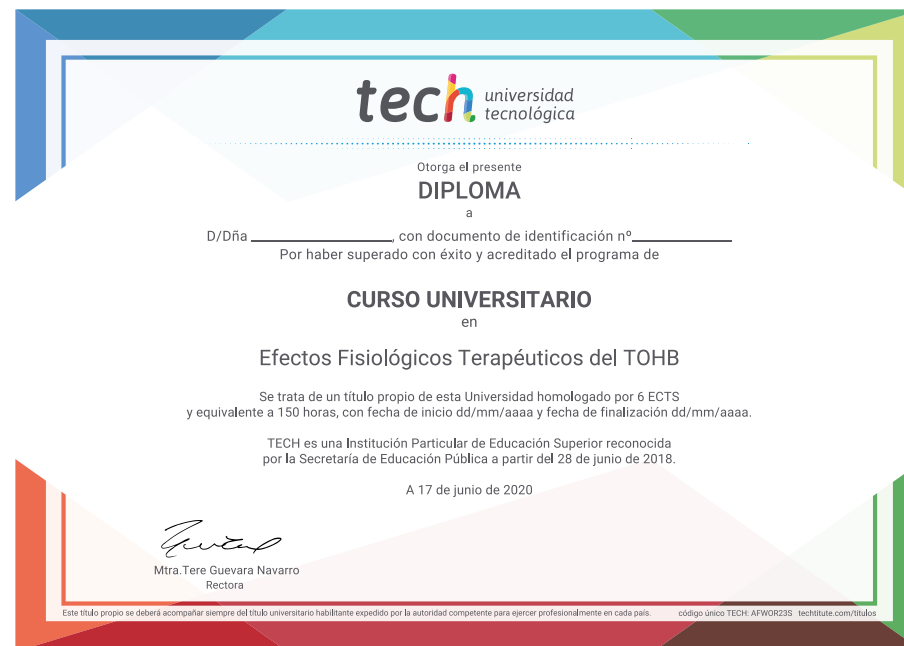 tech universidad
tecnológica
Otorga el presente
DIPLOMA
a
D/Dña , con documento de identificación nº
Por haber superado con éxito y acreditado el programa de
CURSO UNIVERSITARIO
en
Efectos Fisiológicos Terapéuticos del TOHB
Se trata de un título propio de esta Universidad homologado por 6 ECTS
y equivalente a 150 horas, con fecha de inicio dd/mm/aaaa y fecha de finalización dd/mm/aaaa.
TECH es una Institución Particular de Educación Superior reconocida
por la Secretaría de Educación Pública a partir del 28 de junio de 2018.
A 17 de junio de 2020
Mtra.Tere Guevara Navarro
Rectora
Este título propio se deberá acompañar siempre del título universitario habilitante expedido por la autoridad competente para ejercer profesionalmente en cada país. código único TECH: AFWOR23S techtitute.com/titulos